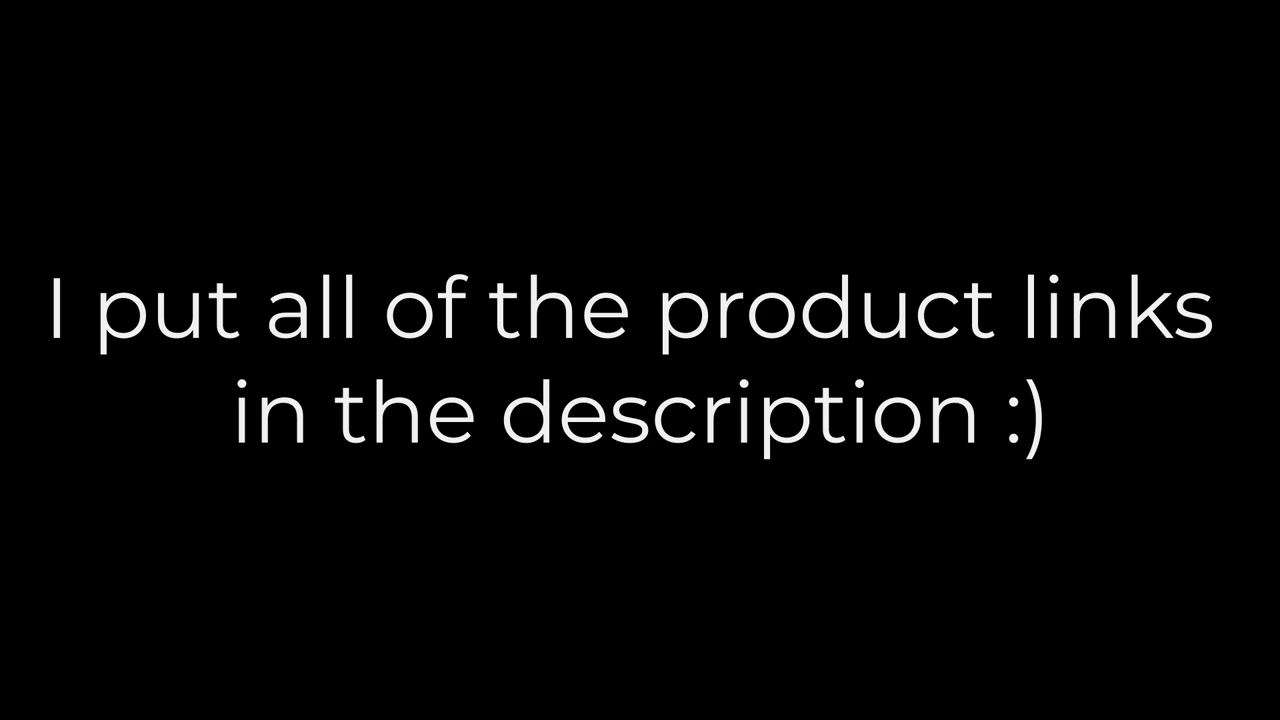 I put all of the product links
in the description :)